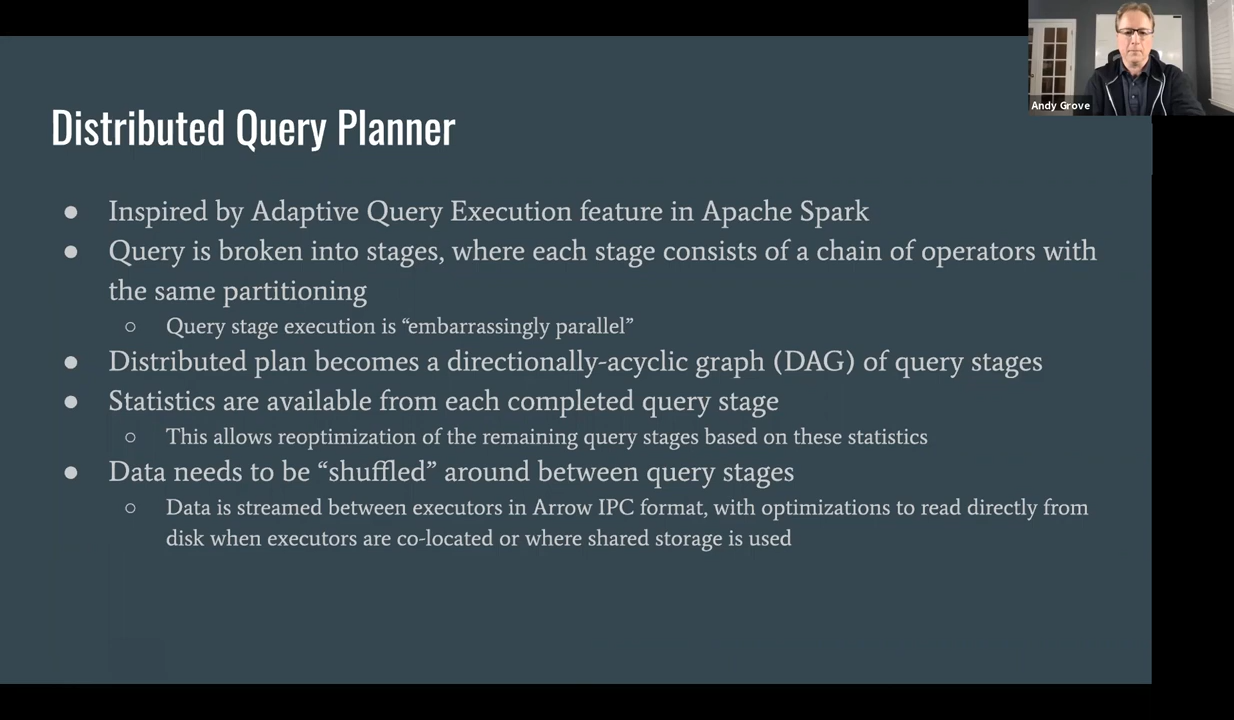 Andy Grove
Distributed Query Planner
● Inspired by Adaptive Query Execution feature in Apache Spark
● Query is broken into stages, where each stage consists of a chain of operators with
the same partitioning
○ Query stage execution is “embarrassingly parallel”
● Distributed plan becomes a directionally-acyclic graph (DAG) of query stages
● Statistics are available from each completed query stage
○ This allows reoptimization of the remaining query stages based on these statistics
● Data needs to be “shuffled” around between query stages
○ Data is streamed between executors in Arrow IPC format, with optimizations to read directly from
disk when executors are co-located or where shared storage is used